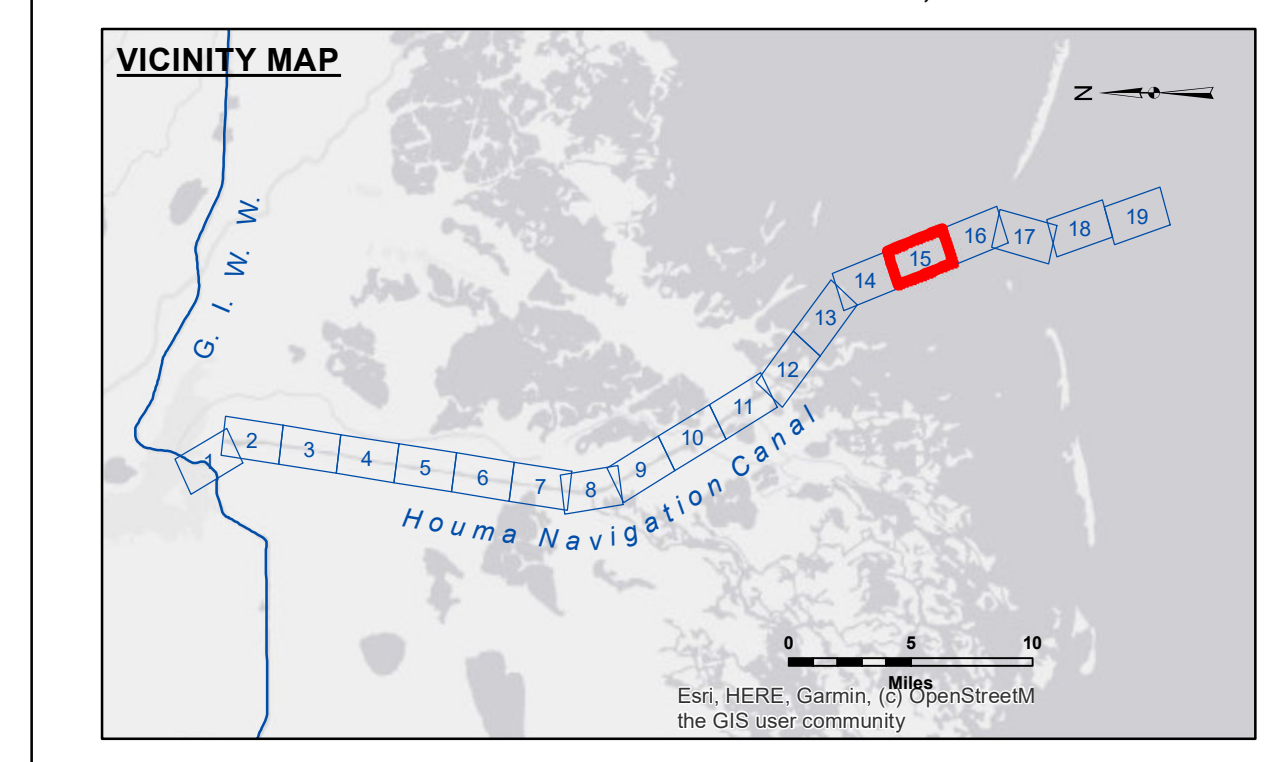 VICINITY MAP
N
G. I. W. W.
1
2
3
4
5
6
7
8
9
10
11
12
13
14
15
16
17
18
19
Houma Navigation Canal
0 5 10
Miles
Esri, HERE, Garmin, (c) OpenStreetM
the GIS user community